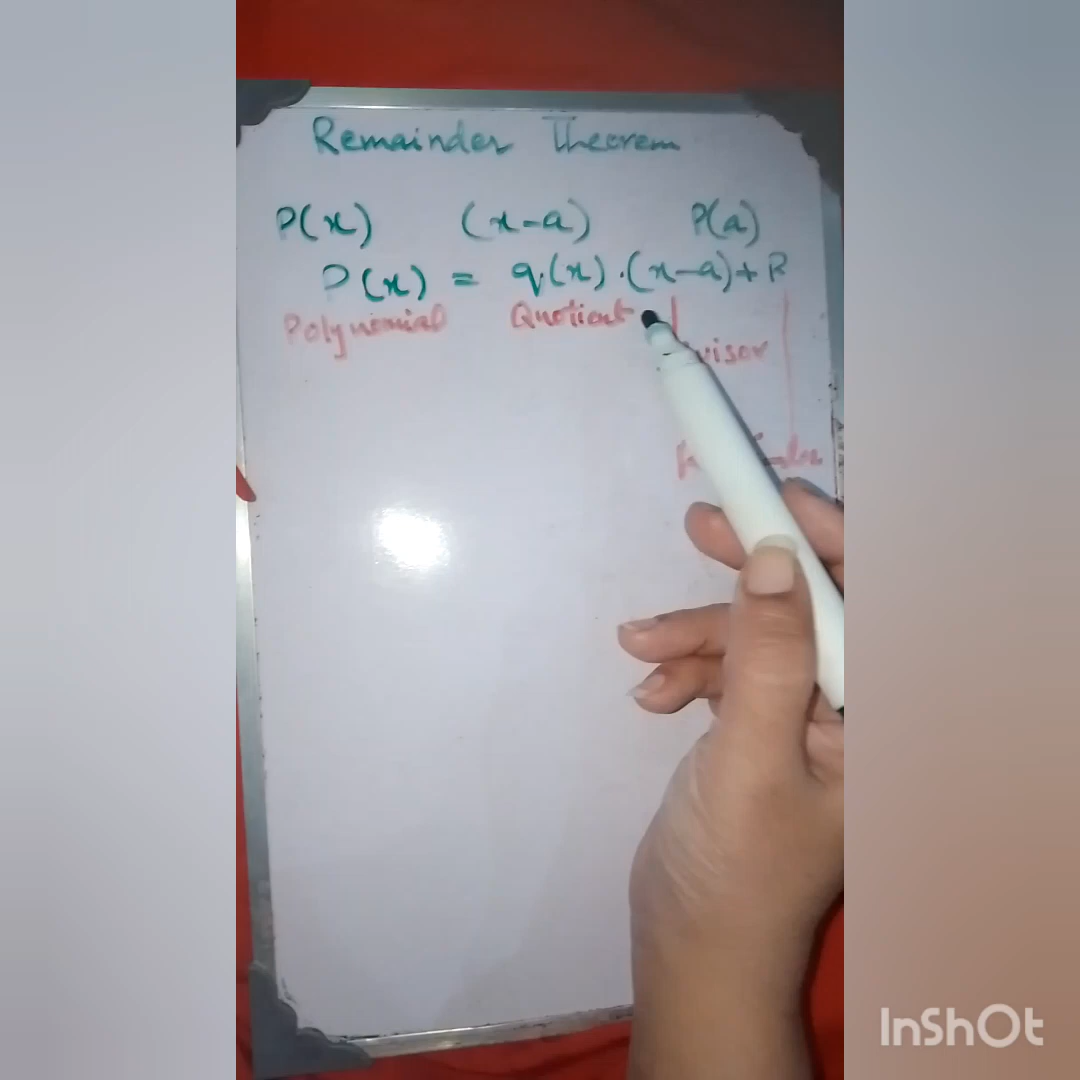 Remainder Theorem
P(x) (x-a) P(a)
P(x) = q(x).(x-a)+R
Polynomial Quotient
InShOt